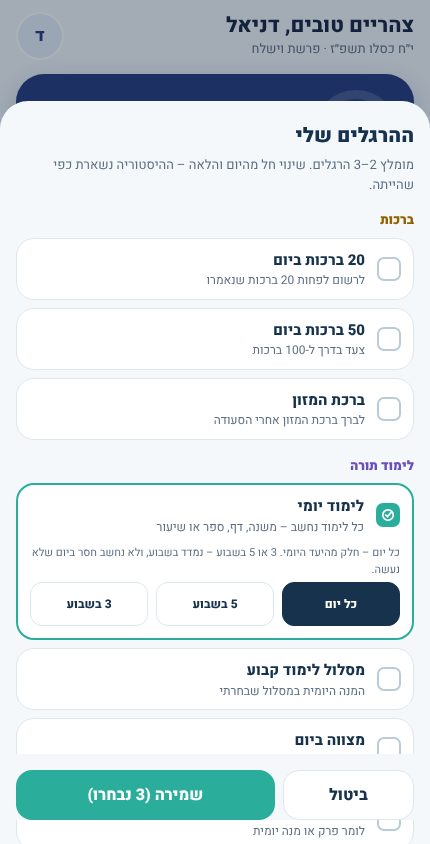 צהריים טובים, דניאל
י״ח כסלו תשפ״ז · פרשת וישלח
ד
ההרגלים שלי
מומלץ 2–3 הרגלים. שינוי חל מהיום והלאה – ההיסטוריה נשארת כפי
שהייתה.
ברכות
20 ברכות ביום
לרשום לפחות 20 ברכות שנאמרו
50 ברכות ביום
צעד בדרך ל-100 ברכות
ברכת המזון
לברך ברכת המזון אחרי הסעודה
לימוד תורה
לימוד יומי
כל לימוד נחשב – משנה, דף, ספר או שיעור
כל יום – חלק מהיעד היומי. 3 או 5 בשבוע – נמדד בשבוע, ולא נחשב חסר ביום שלא
נעשה.
כל יום
5 בשבוע
3 בשבוע
מסלול לימוד קבוע
המנה היומית במסלול שבחרתי
מצווה ביום
ביטול
שמירה (3 נבחרו)
לומר פרק או מנה יומית